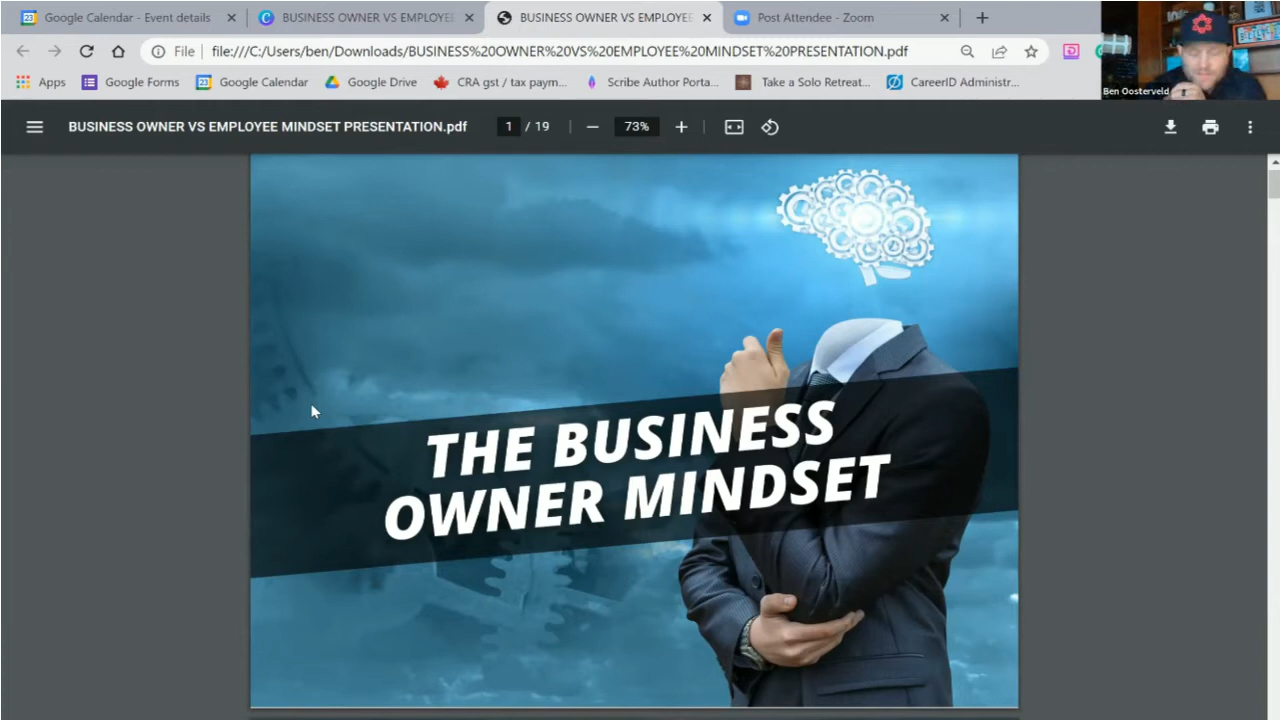 Google Calendar - Event details
BUSINESS OWNER VS EMPLOYEE
BUSINESS OWNER VS EMPLOYEE
Post Attendee - Zoom
File
file:///C:/Users/ben/Downloads/BUSINESS%20OWNER%20VS%20EMPLOYEE%20MINDSET%20PRESENTATION.pdf
Apps
Google Forms
Google Calendar
Google Drive
CRA gst / tax paym...
Scribe Author Porta...
Take a Solo Retreat...
CareerID Administr...
Ben Oosterveld
BUSINESS OWNER VS EMPLOYEE MINDSET PRESENTATION.pdf
1 / 19
73%
THE BUSINESS
OWNER MINDSET